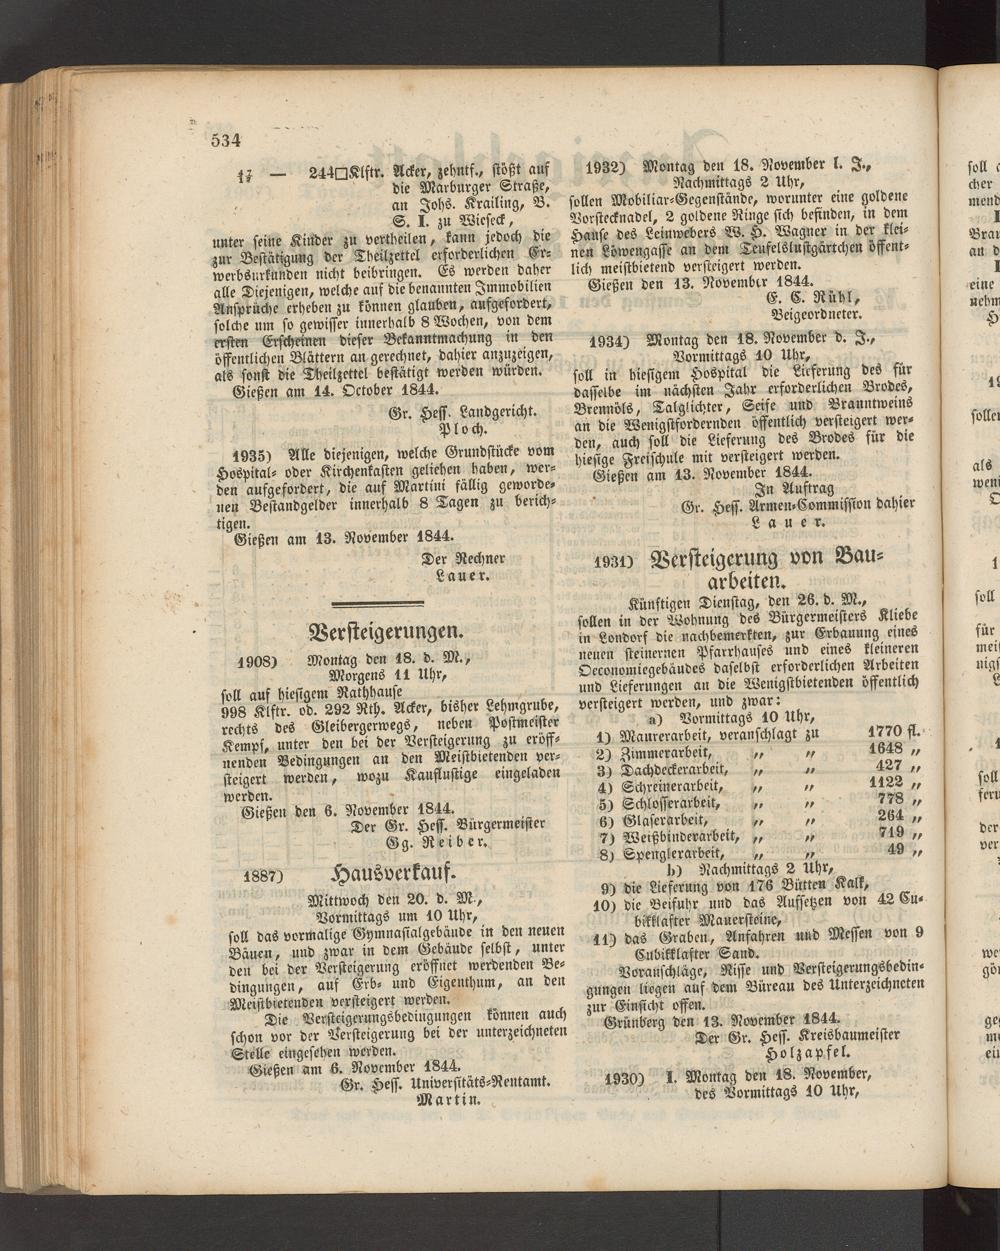 534
— 244□Klftr. Acker, zehntf., stößt auf
die Marburger Straße,
an Johs. Krailing, B.
S. I. zu Wieseck,
unter seine Kinder zu vertheilen, kann jedoch die
zur Bestätigung der Theilzettel erforderlichen Er-
werbsurkunden nicht beibringen. Es werden daher
alle Diejenigen, welche auf die benannten Immobilien
Ansprüche erheben zu können glauben, aufgefordert,
solche um so gewisser innerhalb 8 Wochen, von dem
ersten Erscheinen dieser Bekanntmachung in den
öffentlichen Blättern an gerechnet, dahier anzuzeigen,
als sonst die Theilzettel bestätigt werden würden.
Gießen am 14. October 1844.
Gr. Hess. Landgericht.
Ploch.
1935) Alle diejenigen, welche Grundstücke vom
Hospital- oder Kirchenkasten geliehen haben, wer-
den aufgefordert, die auf Martini fällig geworde-
nen Bestandgelder innerhalb 8 Tagen zu berich-
tigen.
Gießen am 13. November 1844.
Der Rechner
Lauer.
Versteigerungen.
1908) Montag den 18. d. M.,
Morgens 11 Uhr,
soll auf hiesigem Rathhause
998 Klftr. od. 292 Rth. Acker, bisher Lehmgrube,
rechts des Gleibergerwegs, neben Postmeister
Kempf, unter den bei der Versteigerung zu eröff-
nenden Bedingungen an den Meistbietenden ver-
steigert werden, wozu Kauflustige eingeladen
werden.
Gießen den 6. November 1844.
Der Gr. Hess. Bürgermeister
Gg. Reiber.
1887) Hausverkauf.
Mittwoch den 20. d. M.,
Vormittags um 10 Uhr,
soll das vormalige Gymnasialgebäude in den neuen
Bäuen, und zwar in dem Gebäude selbst, unter
den bei der Versteigerung eröffnet werdenden Be-
dingungen, auf Erb- und Eigenthum, an den
Meistbietenden versteigert werden.
Die Versteigerungsbedingungen können auch
schon vor der Versteigerung bei der unterzeichneten
Stelle eingesehen werden.
Gießen am 6. November 1844.
Gr. Hess. Universitäts-Rentamt.
Martin.
1932) Montag den 18. November l. J.,
Nachmittags 2 Uhr,
sollen Mobiliar-Gegenstände, worunter eine goldene
Vorstecknadel, 2 goldene Ringe sich befinden, in dem
Hause des Leinwebers W. H. Wagner in der klei-
nen Löwengasse an dem Teufelslustgärtchen öffent-
lich meistbietend versteigert werden.
Gießen den 13. November 1844.
E. C. Rühl,
Beigeordneter.
1934) Montag den 18. November d. J.,
Vormittags 10 Uhr,
soll in hiesigem Hospital die Lieferung des für
dasselbe im nächsten Jahr erforderlichen Brodes,
Brennöls, Talglichter, Seife und Branntweins
an die Wenigstfordernden öffentlich versteigert wer-
den, auch soll die Lieferung des Brodes für die
hiesige Freischule mit versteigert werden.
Gießen am 13. November 1844.
In Auftrag
Gr. Hess. Armen-Commission dahier
Lauer.
1931) Versteigerung von Bau-
arbeiten.
Künftigen Dienstag, den 26. d. M.,
sollen in der Wohnung des Bürgermeisters Kliebe
in Londorf die nachbemerkten, zur Erbauung eines
neuen steinernen Pfarrhauses und eines kleineren
Oeconomiegebäudes daselbst erforderlichen Arbeiten
und Lieferungen an die Wenigstbietenden öffentlich
versteigert werden, und zwar:
a) Vormittags 10 Uhr,
1) Maurerarbeit, veranschlagt zu 1770 fl.
2) Zimmerarbeit, „ „ 1648 „
3) Dachdeckerarbeit, „ „ 427 „
4) Schreinerarbeit, „ „ 1122 „
5) Schlosserarbeit, „ „ 778 „
6) Glaserarbeit, „ „ 264 „
7) Weißbinderarbeit, „ „ 719 „
8) Spenglerarbeit, „ „ 49 „
b) Nachmittags 2 Uhr,
9) die Lieferung von 176 Bütten Kalk,
10) die Beifuhr und das Aufsetzen von 42 Cu-
bikklafter Mauersteine,
11) das Graben, Anfahren und Messen von 9
Cubikklafter Sand.
Voranschläge, Risse und Versteigerungsbedin-
gungen liegen auf dem Büreau des Unterzeichneten
zur Einsicht offen.
Grünberg den 13. November 1844.
Der Gr. Hess. Kreisbaumeister
Holzapfel.
1930) I. Montag den 18. November,
des Vormittags 10 Uhr,